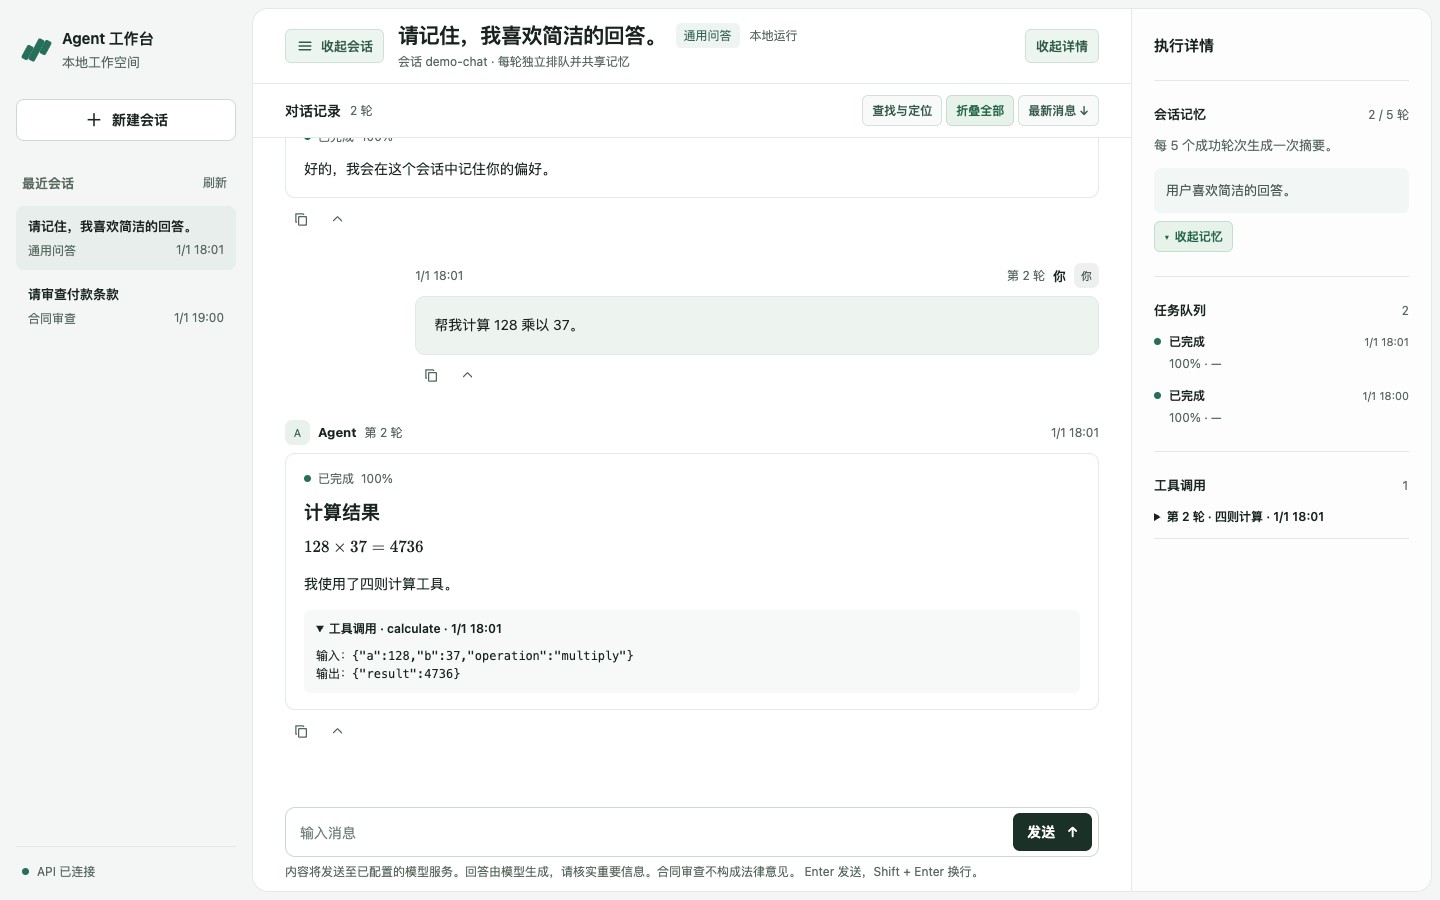 Agent 工作台
本地工作空间
新建会话
最近会话 刷新
请记住，我喜欢简洁的回答。
通用问答 1/1 18:01
请审查付款条款
合同审查 1/1 19:00
API 已连接
收起会话
请记住，我喜欢简洁的回答。 通用问答 本地运行
会话 demo-chat · 每轮独立排队并共享记忆
收起详情
对话记录 2 轮
查找与定位 折叠全部 最新消息 ↓
已完成 100%
好的，我会在这个会话中记住你的偏好。
1/1 18:01 第 2 轮 你 你
帮我计算 128 乘以 37。
A Agent 第 2 轮 1/1 18:01
已完成 100%
计算结果
128 × 37 = 4736
我使用了四则计算工具。
▼ 工具调用 · calculate · 1/1 18:01
输入：{"a":128,"b":37,"operation":"multiply"}
输出：{"result":4736}
输入消息
发送 ↑
内容将发送至已配置的模型服务。回答由模型生成，请核实重要信息。合同审查不构成法律意见。 Enter 发送，Shift + Enter 换行。
执行详情
会话记忆 2 / 5 轮
每 5 个成功轮次生成一次摘要。
用户喜欢简洁的回答。
▾ 收起记忆
任务队列 2
已完成 1/1 18:01
100% · —
已完成 1/1 18:00
100% · —
工具调用 1
▶ 第 2 轮 · 四则计算 · 1/1 18:01